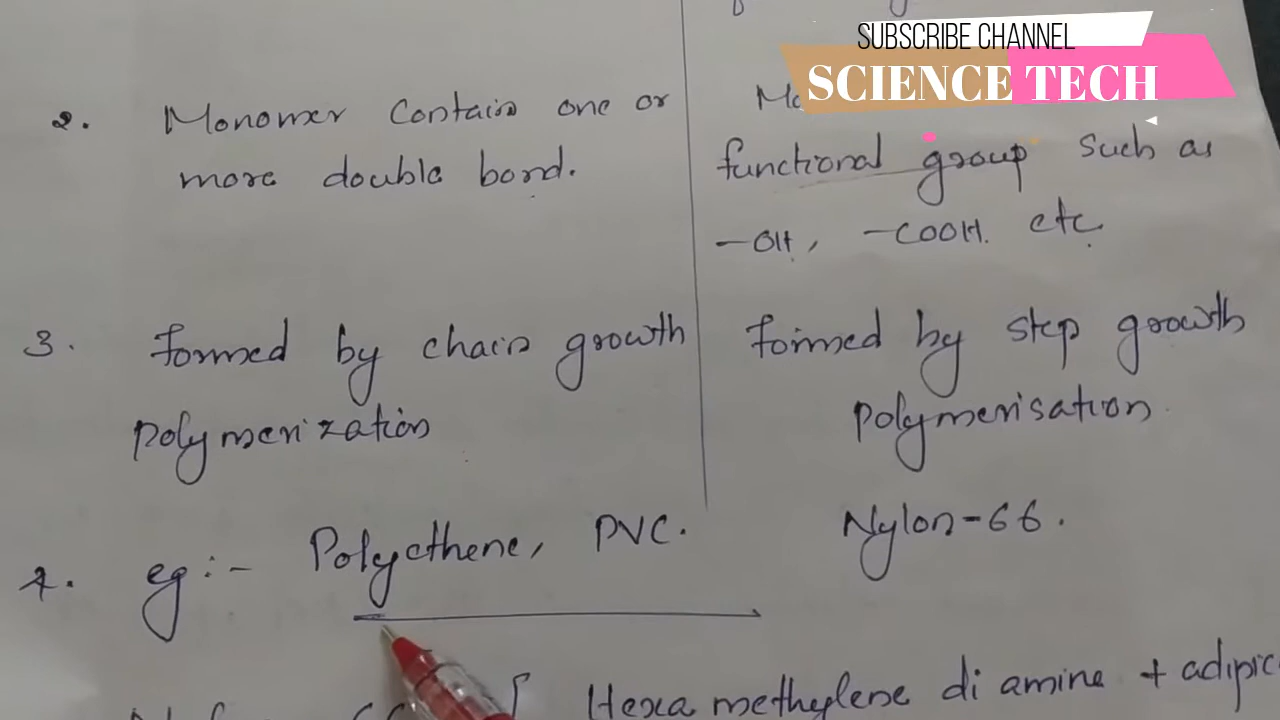 SUBSCRIBE CHANNEL
SCIENCE TECH
2. Monomer contain one or
more double bond.
functional group such as
-OH, -COOH. etc
3. formed by chain growth
polymerization
formed by step growth
polymerisation.
4. eg:- Polyethene, PVC.
Nylon-66.
Hexa methylene di amine + adipic